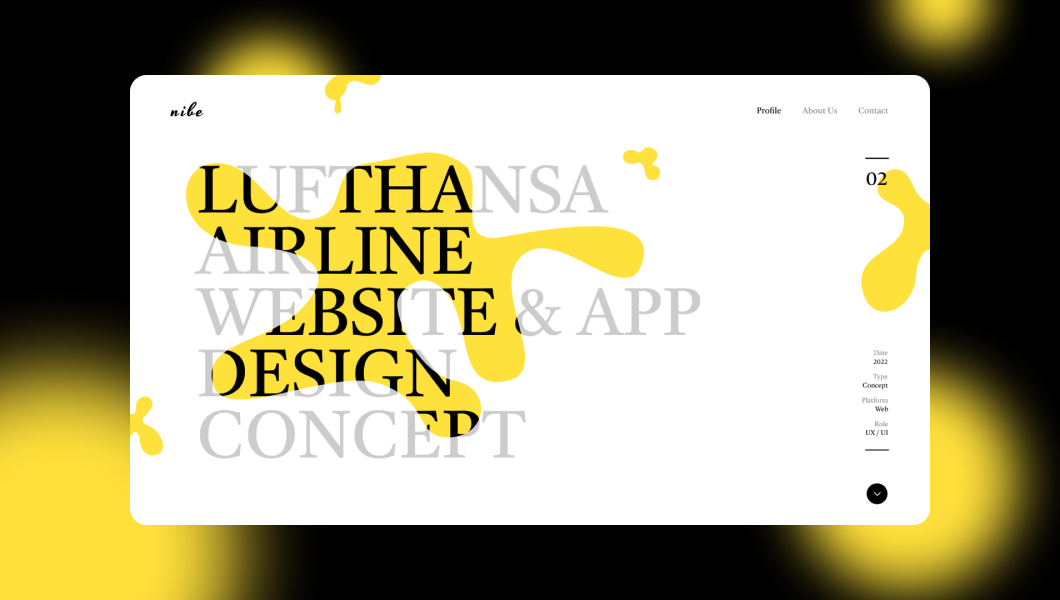 nibe
Profile About Us Contact
02
LUFTHANSA
AIRLINE
WEBSITE & APP
DESIGN
CONCEPT
Date
2022
Type
Concept
Platform
Web
Role
UX / UI